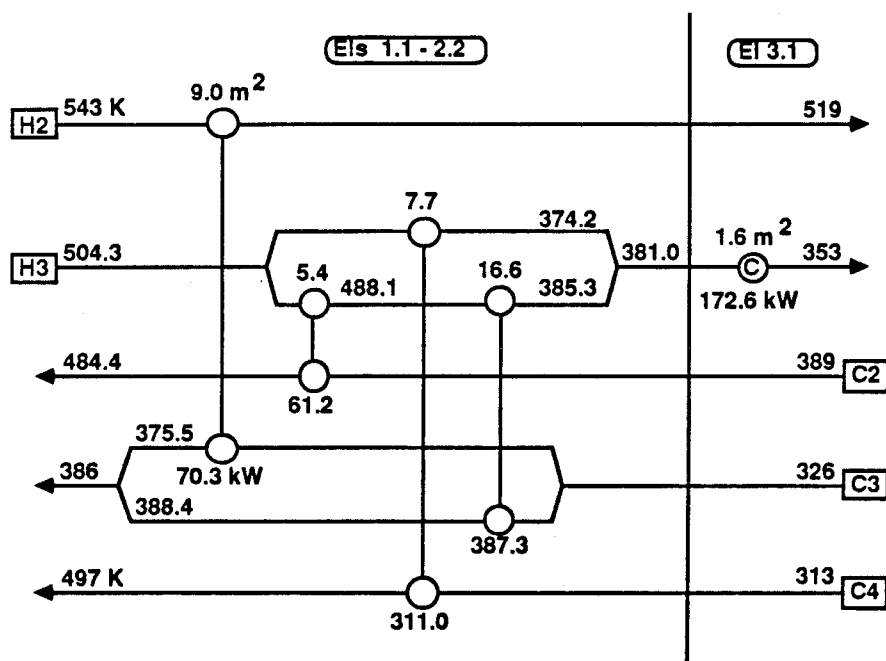 Els 1.1 - 2.2
El 3.1
9.0 m2
H2 543 K 519
7.7
374.2
H3 504.3 381.0 1.6 m2 353
C
5.4 488.1 16.6 385.3
172.6 kW
484.4 389 C2
61.2
375.5
70.3 kW
386 326 C3
388.4
387.3
497 K 313 C4
311.0